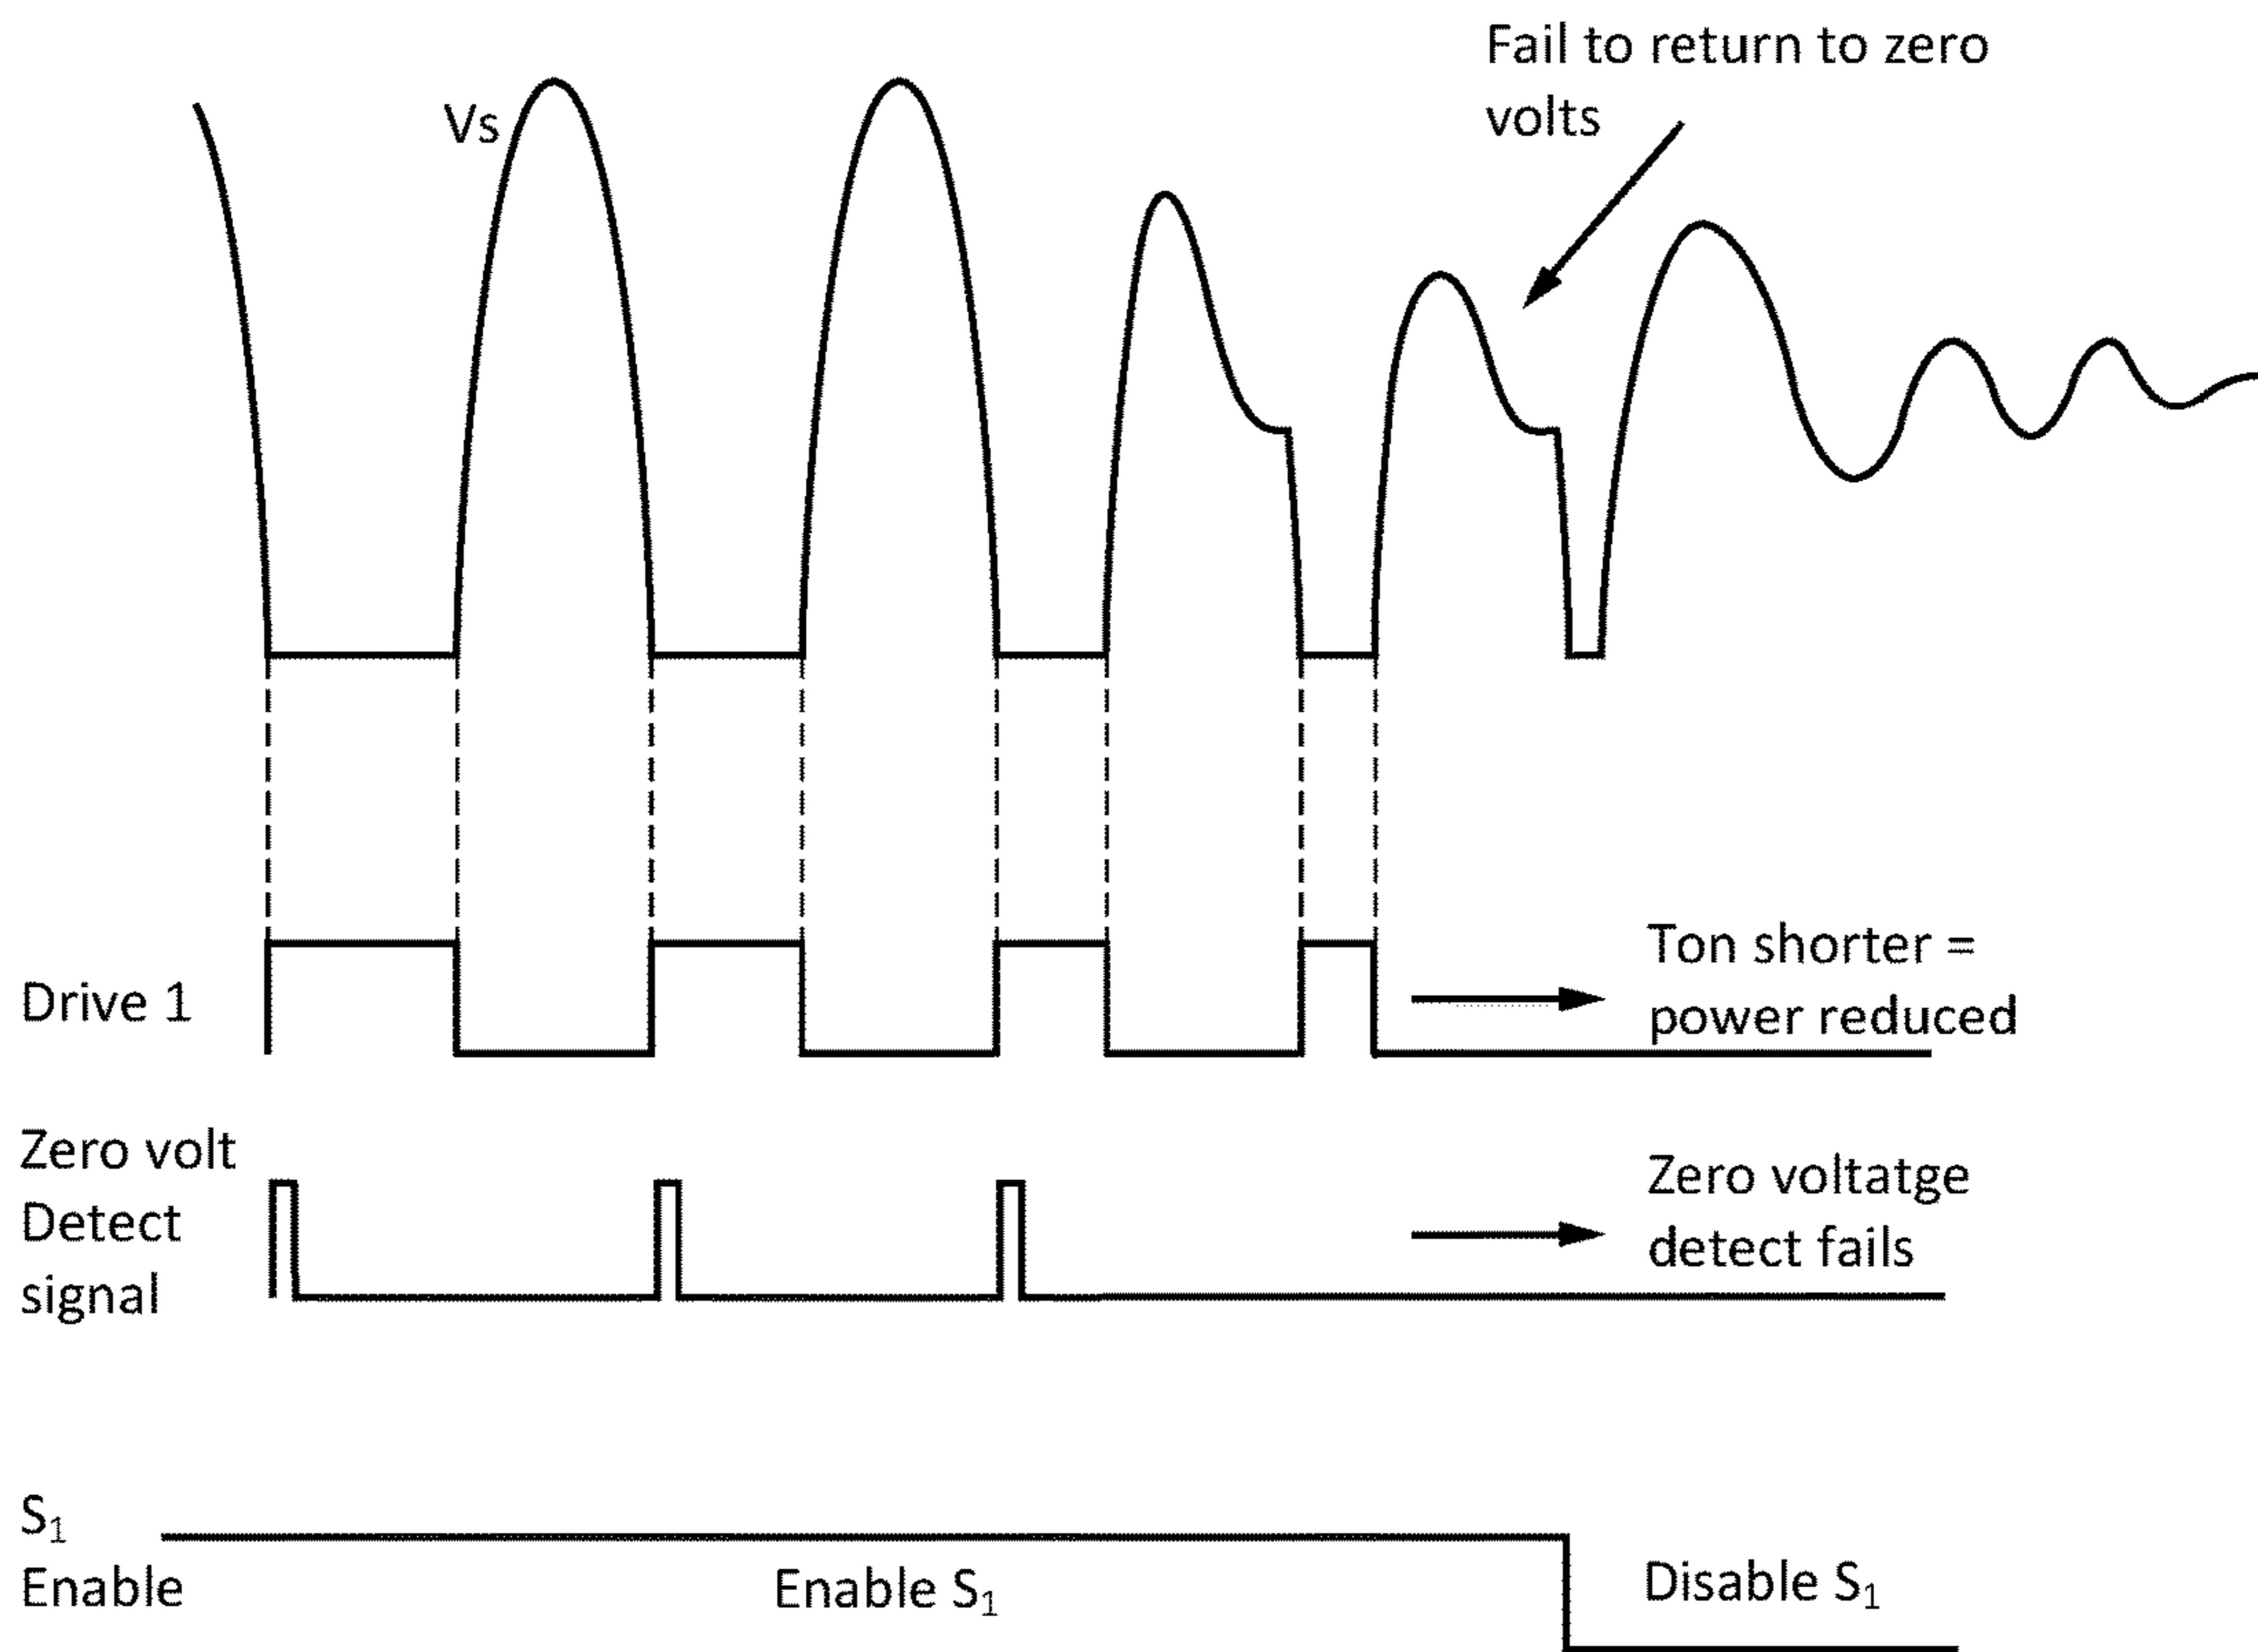 Fail to return to zero
volts
Vs
Drive 1
Ton shorter =
power reduced
Zero volt
Detect
signal
Zero voltatge
detect fails
S₁
Enable
Enable S₁
Disable S₁